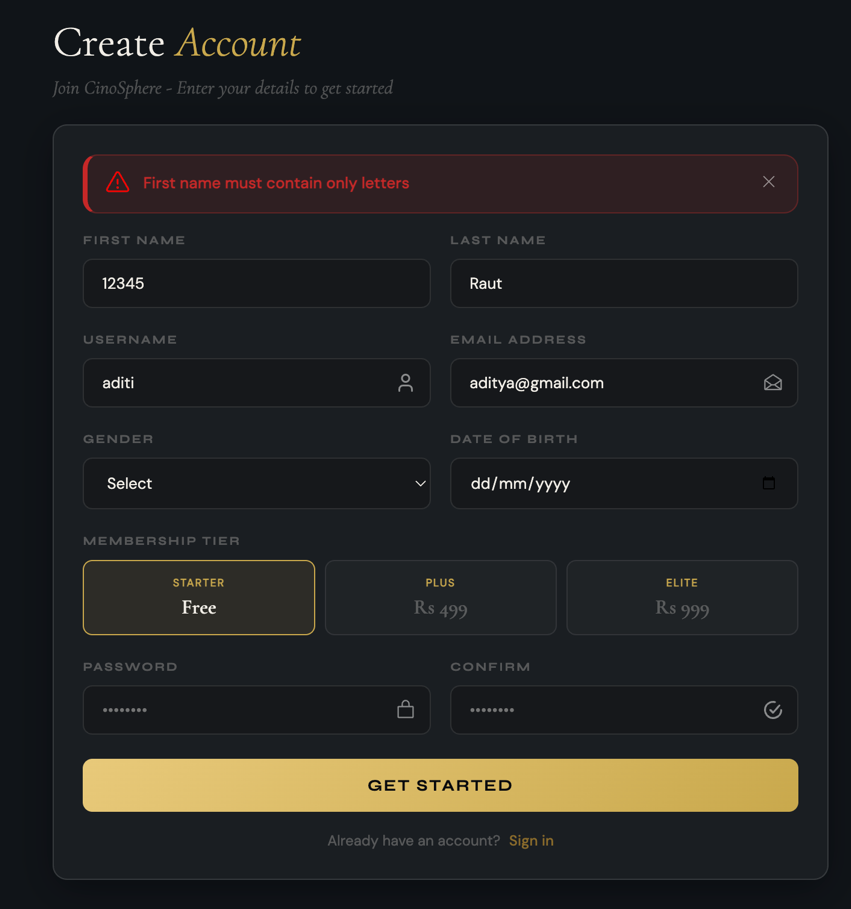 Create Account
Join CinoSphere - Enter your details to get started
First name must contain only letters
FIRST NAME
LAST NAME
12345
Raut
USERNAME
EMAIL ADDRESS
aditi
aditya@gmail.com
GENDER
DATE OF BIRTH
Select
dd/mm/yyyy
MEMBERSHIP TIER
STARTER
PLUS
ELITE
Free
Rs 499
Rs 999
PASSWORD
CONFIRM
••••••••
••••••••
GET STARTED
Already have an account? Sign in